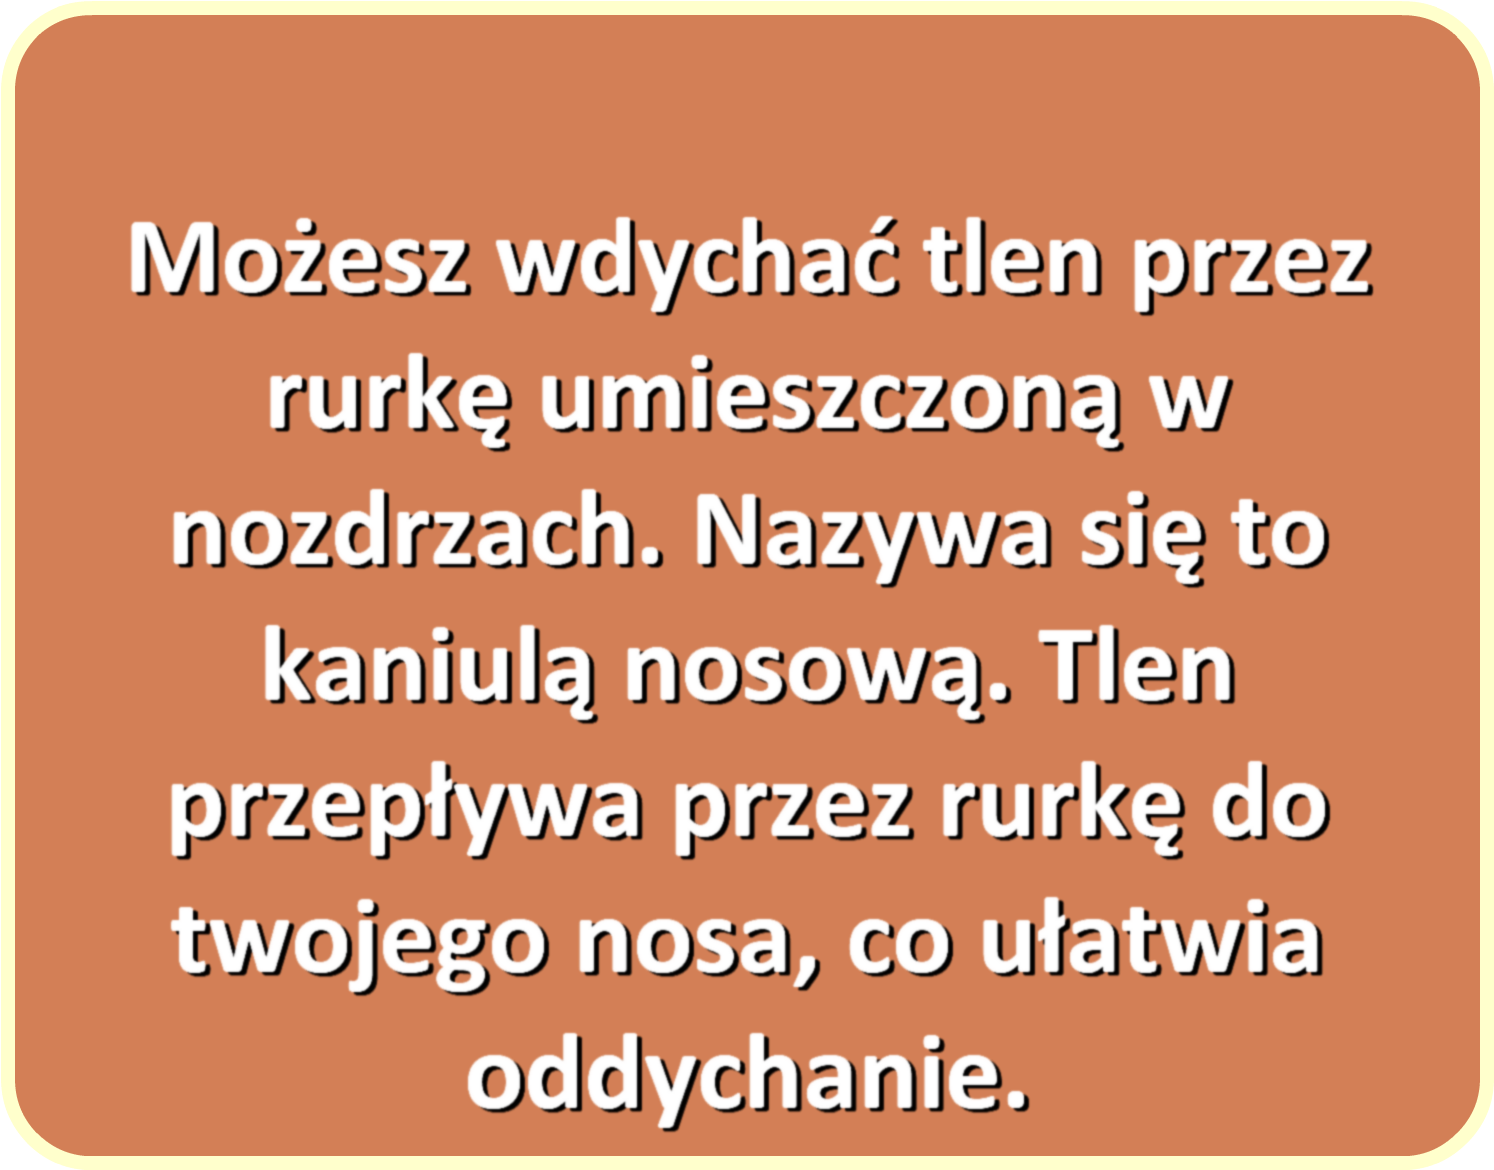 Możesz wdychać tlen przez
rurkę umieszczoną w
nozdrzach. Nazywa się to
kaniulą nosową. Tlen
przepływa przez rurkę do
twojego nosa, co ułatwia
oddychanie.